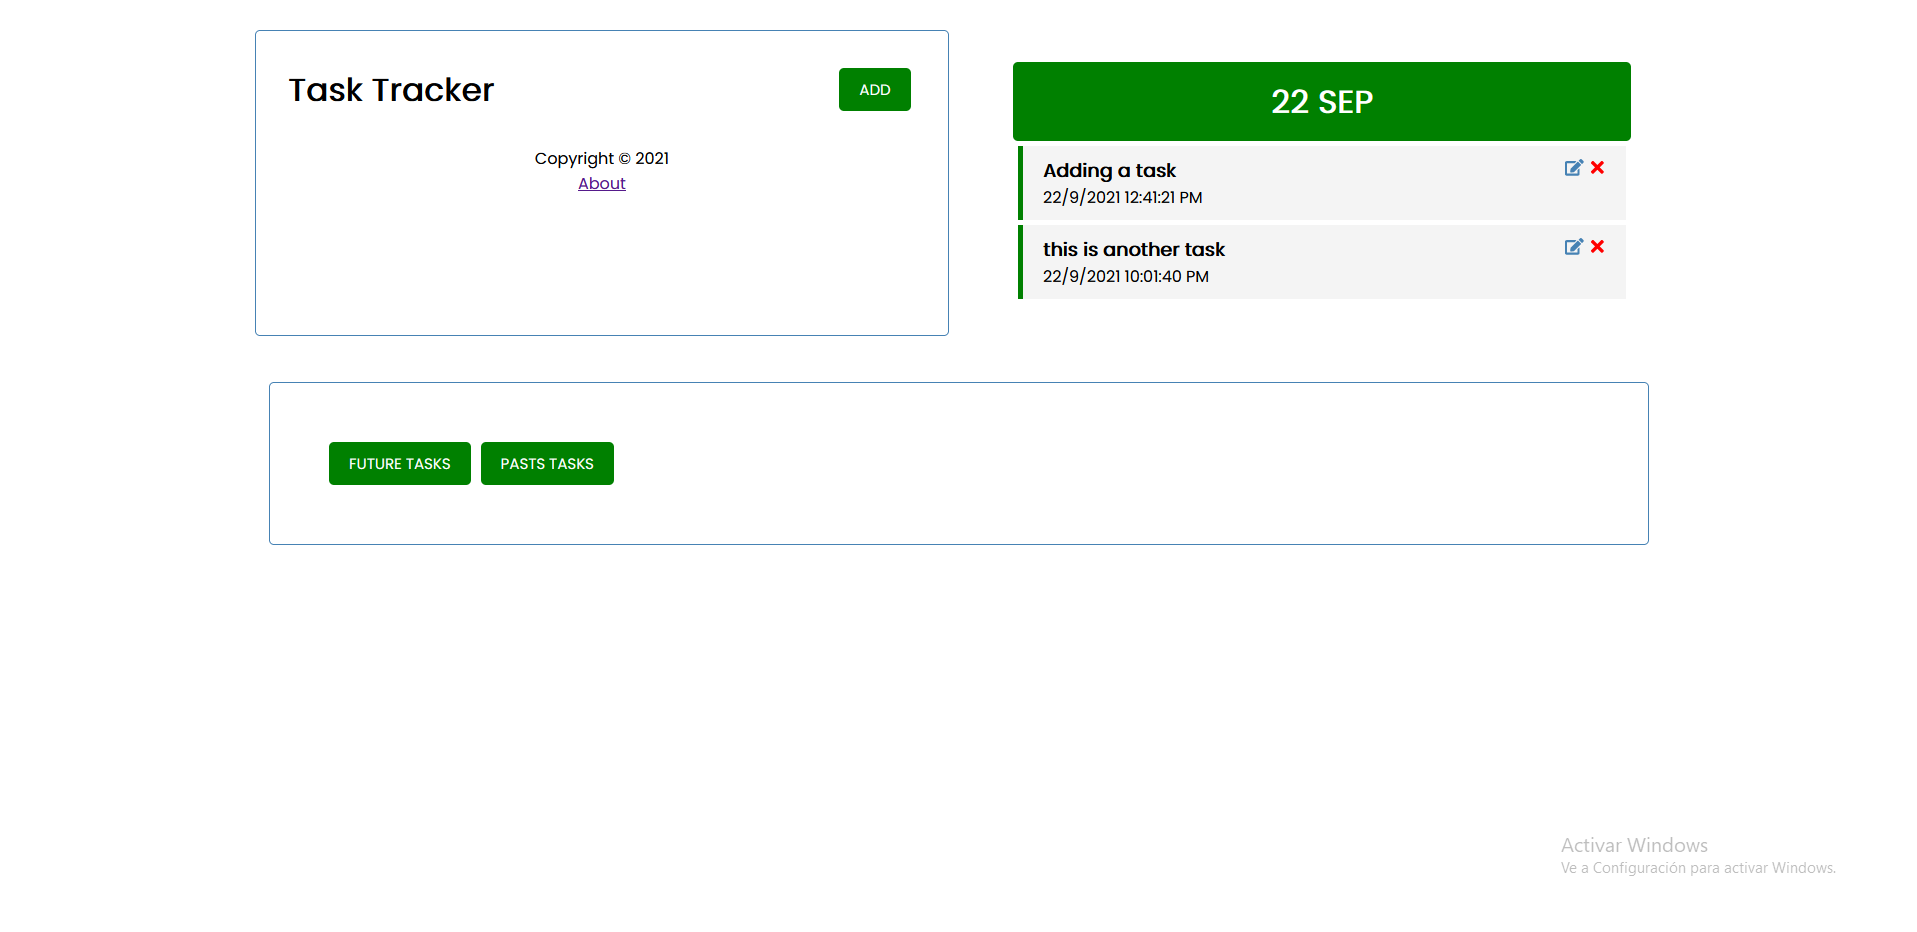 Task Tracker
ADD
Copyright © 2021
About
22 SEP
Adding a task
22/9/2021 12:41:21 PM
this is another task
22/9/2021 10:01:40 PM
FUTURE TASKS
PASTS TASKS
Activar Windows
Ve a Configuración para activar Windows.